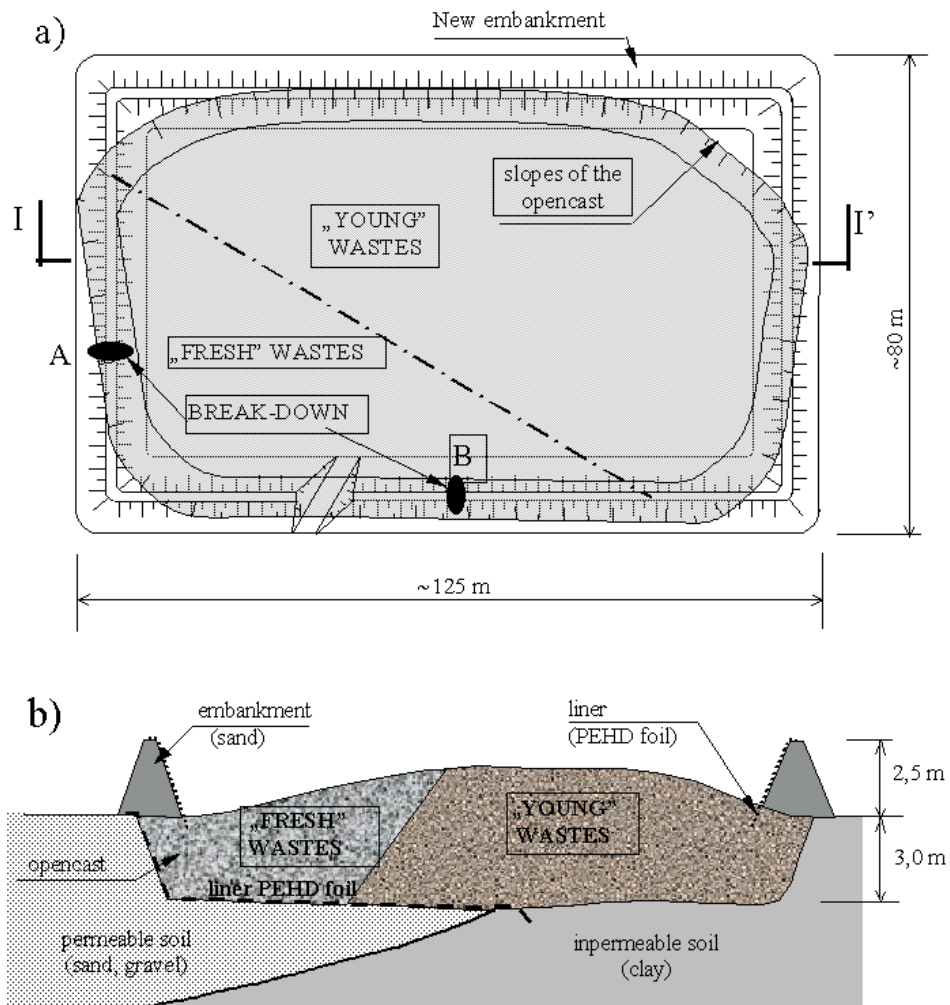 a)
New embankment
slopes of the
opencast
„YOUNG”
WASTES
I
I’
„FRESH” WASTES
A
BREAK-DOWN
B
~80 m
~125 m
b)
embankment
(sand)
liner
(PEHD foil)
2,5 m
„FRESH”
WASTES
„YOUNG”
WASTES
3,0 m
opencast
liner PEHD foil
permeable soil
(sand, gravel)
inpermeable soil
(clay)